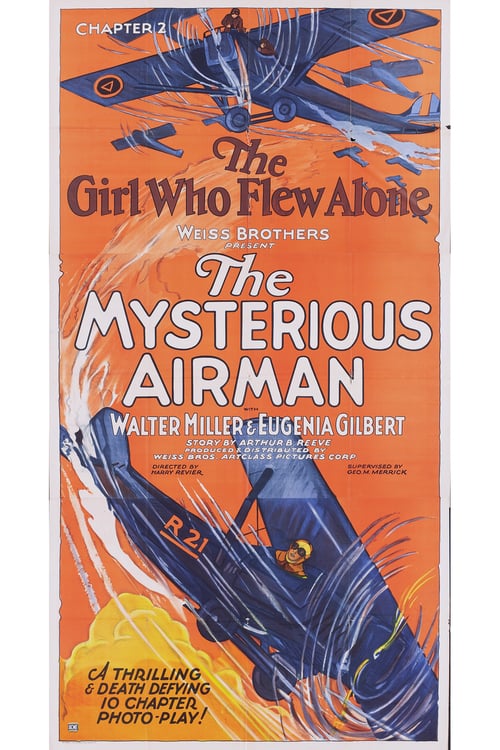 CHAPTER 2
The
Girl Who Flew Alone
WEISS BROTHERS
PRESENT
The
MYSTERIOUS
AIRMAN
WITH
WALTER MILLER & EUGENIA GILBERT
STORY BY ARTHUR B. REEVE
PRODUCED & DISTRIBUTED BY
WEISS BROS. ARTCLASS PICTURES CORP.
DIRECTED BY
HARRY REVIER
SUPERVISED BY
GEO. M. MERRICK
R 21
A THRILLING
& DEATH DEFYING
10 CHAPTER
PHOTO-PLAY!